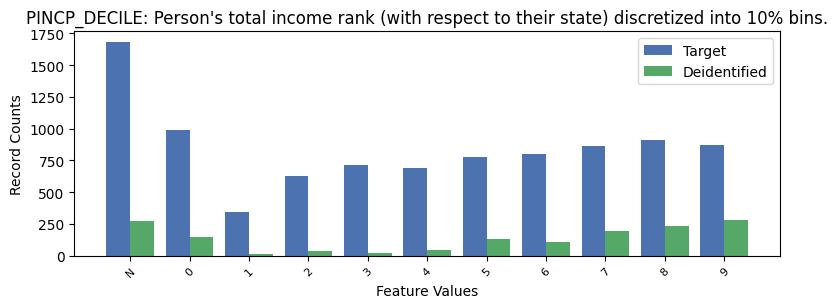 PINCP_DECILE: Person's total income rank (with respect to their state) discretized into 10% bins.
1750
1500
1250
1000
750
500
250
0
Record Counts
Target
Deidentified
N 0 1 2 3 4 5 6 7 8 9
Feature Values